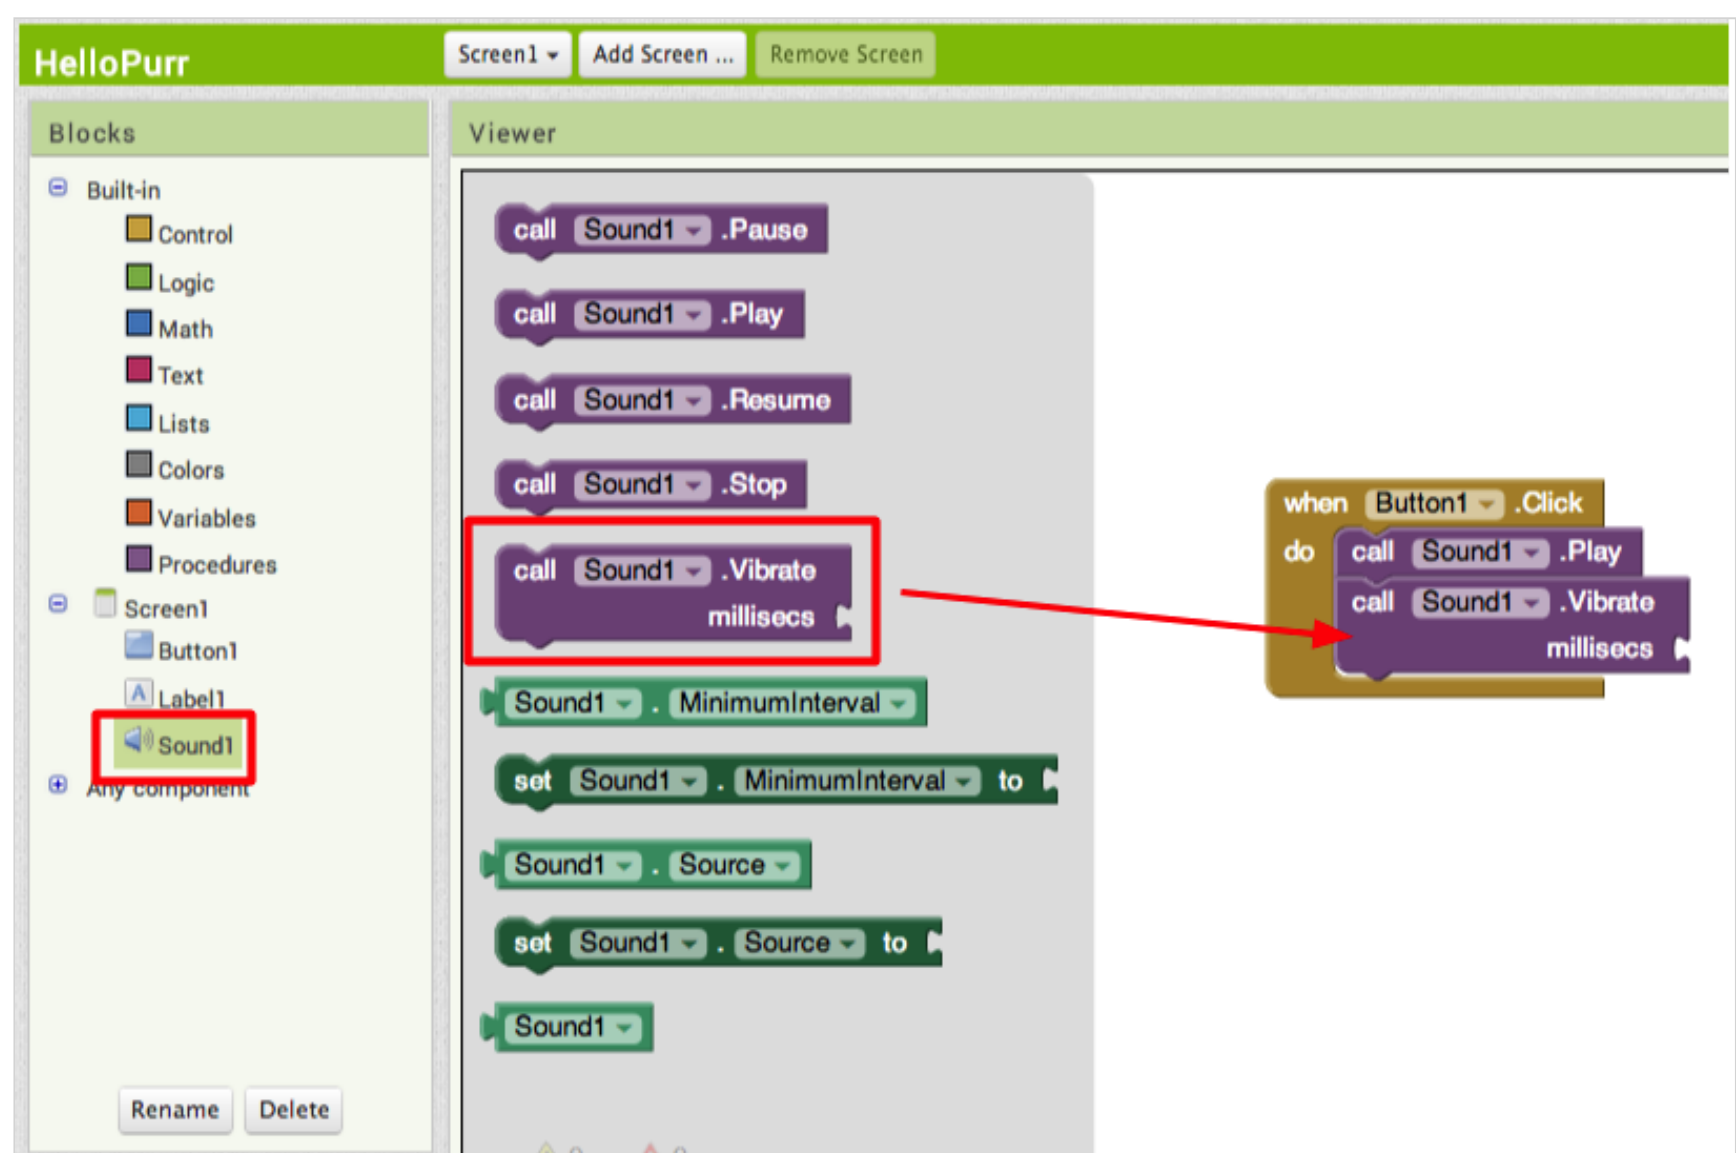 HelloPurr
Screen1 Add Screen ... Remove Screen
Blocks
Built-in
Control
Logic
Math
Text
Lists
Colors
Variables
Procedures
Screen1
Button1
Label1
Sound1
Any component
Rename Delete
Viewer
call Sound1 .Pause
call Sound1 .Play
call Sound1 .Resume
call Sound1 .Stop
call Sound1 .Vibrate
millisecs
Sound1 . MinimumInterval
set Sound1 . MinimumInterval to
Sound1 . Source
set Sound1 . Source to
Sound1
when Button1 .Click
do call Sound1 .Play
call Sound1 .Vibrate
millisecs